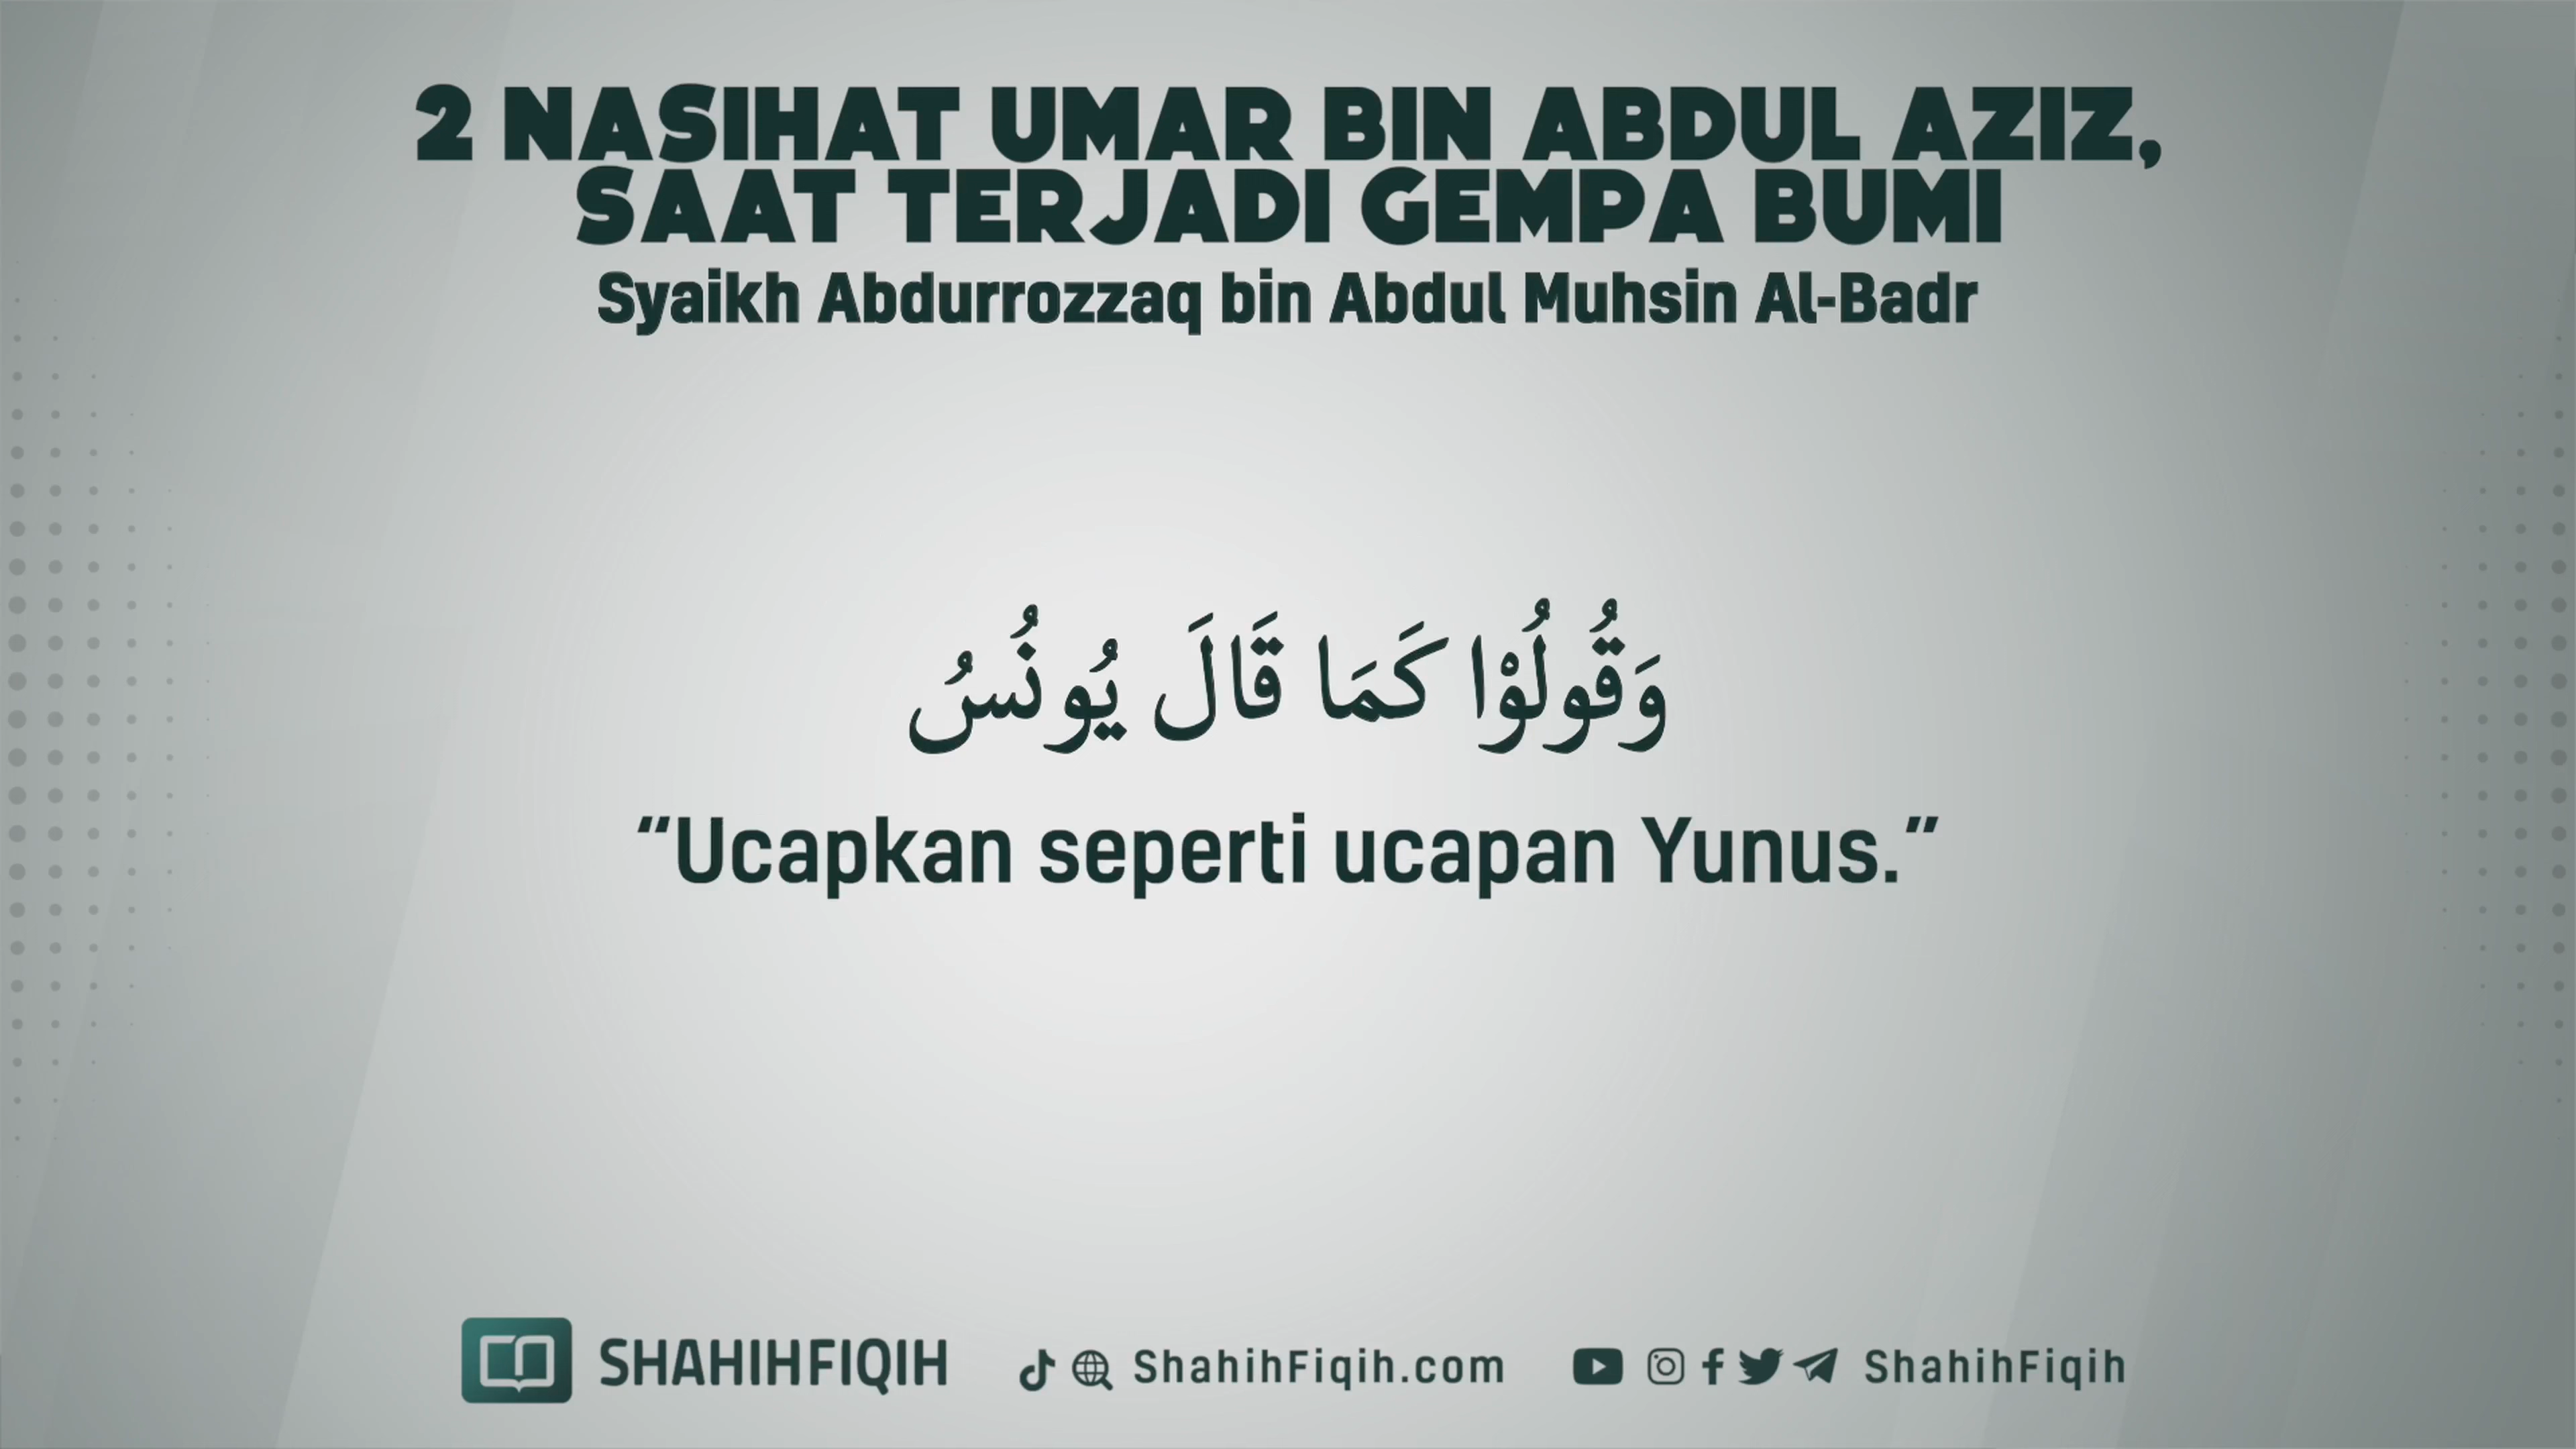 2 NASIHAT UMAR BIN ABDUL AZIZ,
SAAT TERJADI GEMPA BUMI
Syaikh Abdurrozzaq bin Abdul Muhsin Al-Badr
وَقُولُوْا كَمَا قَالَ يُونُسُ
“Ucapkan seperti ucapan Yunus.”
SHAHIHFIQIH ShahihFiqih.com ShahihFiqih